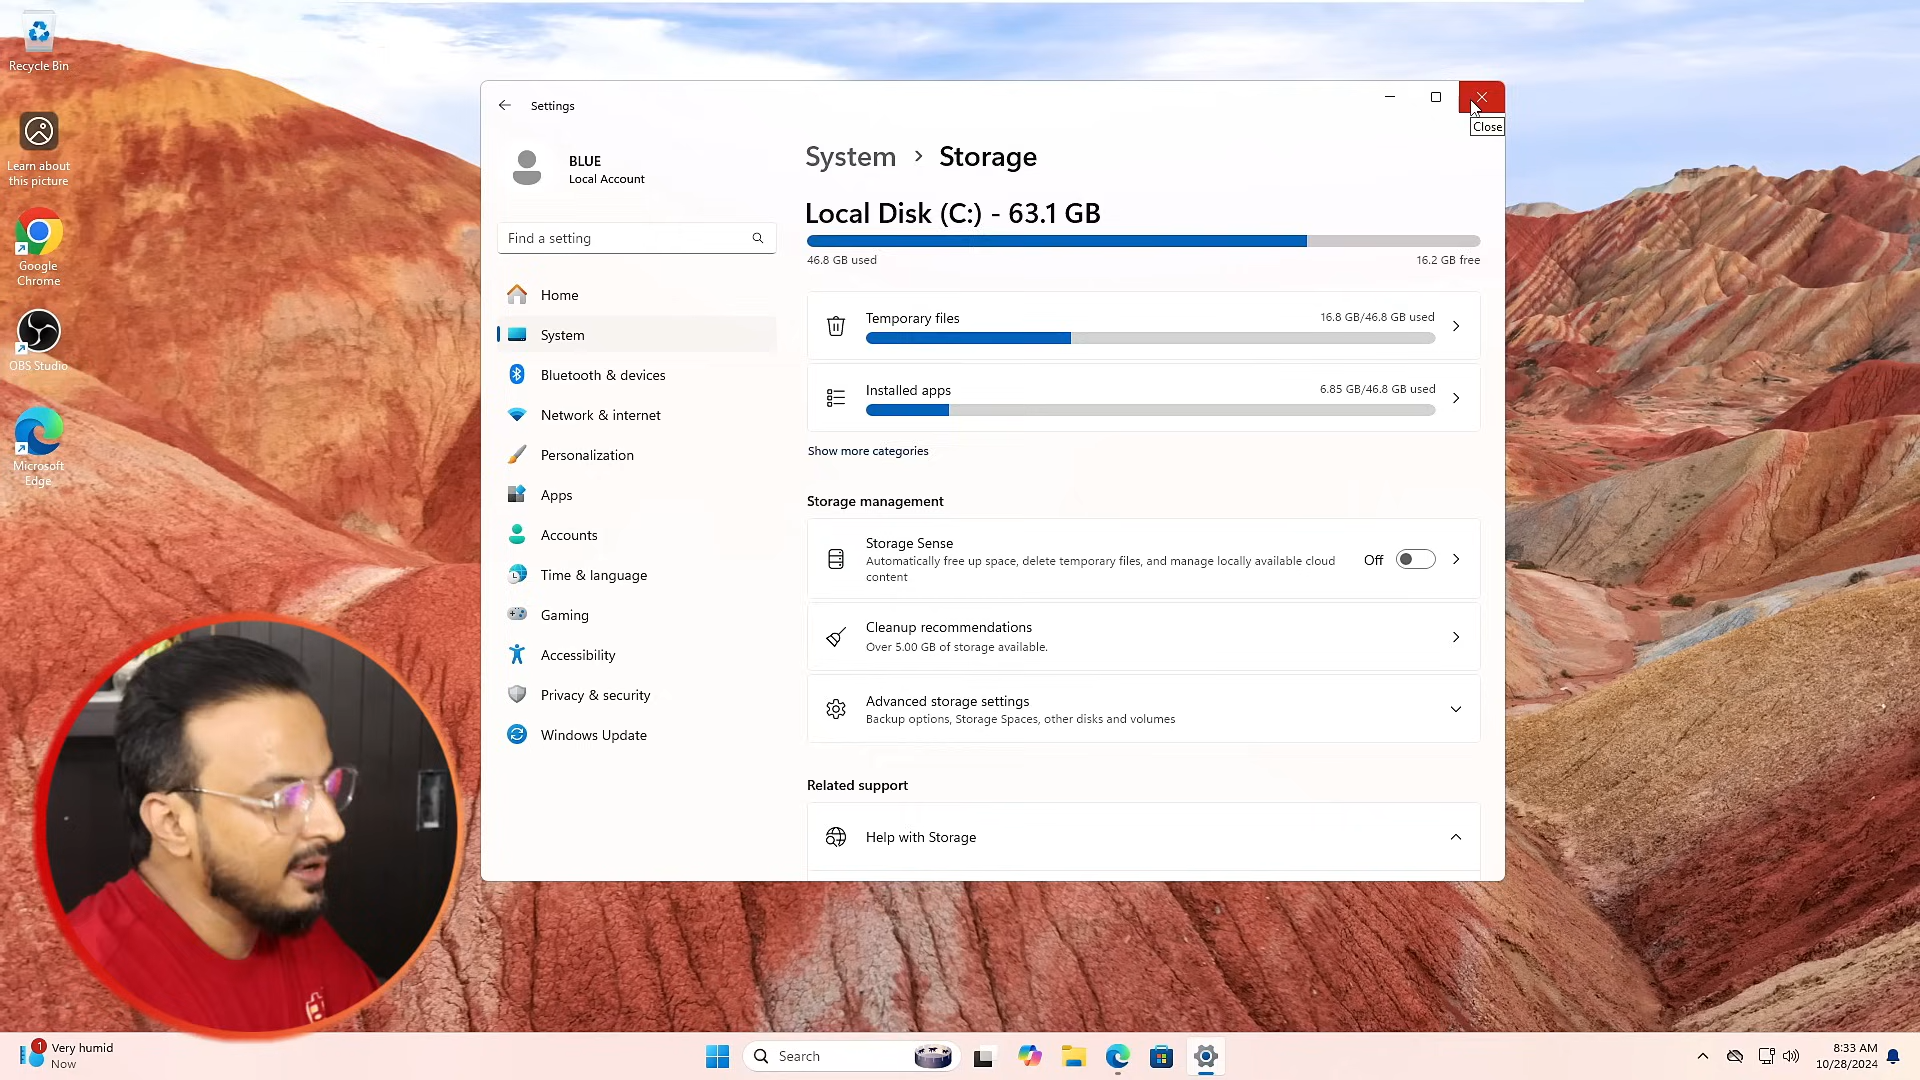 Recycle Bin
Learn about
this picture
Google
Chrome
OBS Studio
Microsoft
Edge
Settings
Close
BLUE
Local Account
Find a setting
Home
System
Bluetooth & devices
Network & internet
Personalization
Apps
Accounts
Time & language
Gaming
Accessibility
Privacy & security
Windows Update
System › Storage
Local Disk (C:) - 63.1 GB
46.8 GB used 16.2 GB free
Temporary files 16.8 GB/46.8 GB used
Installed apps 6.85 GB/46.8 GB used
Show more categories
Storage management
Storage Sense
Automatically free up space, delete temporary files, and manage locally available cloud
content
Off
Cleanup recommendations
Over 5.00 GB of storage available.
Advanced storage settings
Backup options, Storage Spaces, other disks and volumes
Related support
Help with Storage
1
Very humid
Now
Search
8:33 AM
10/28/2024